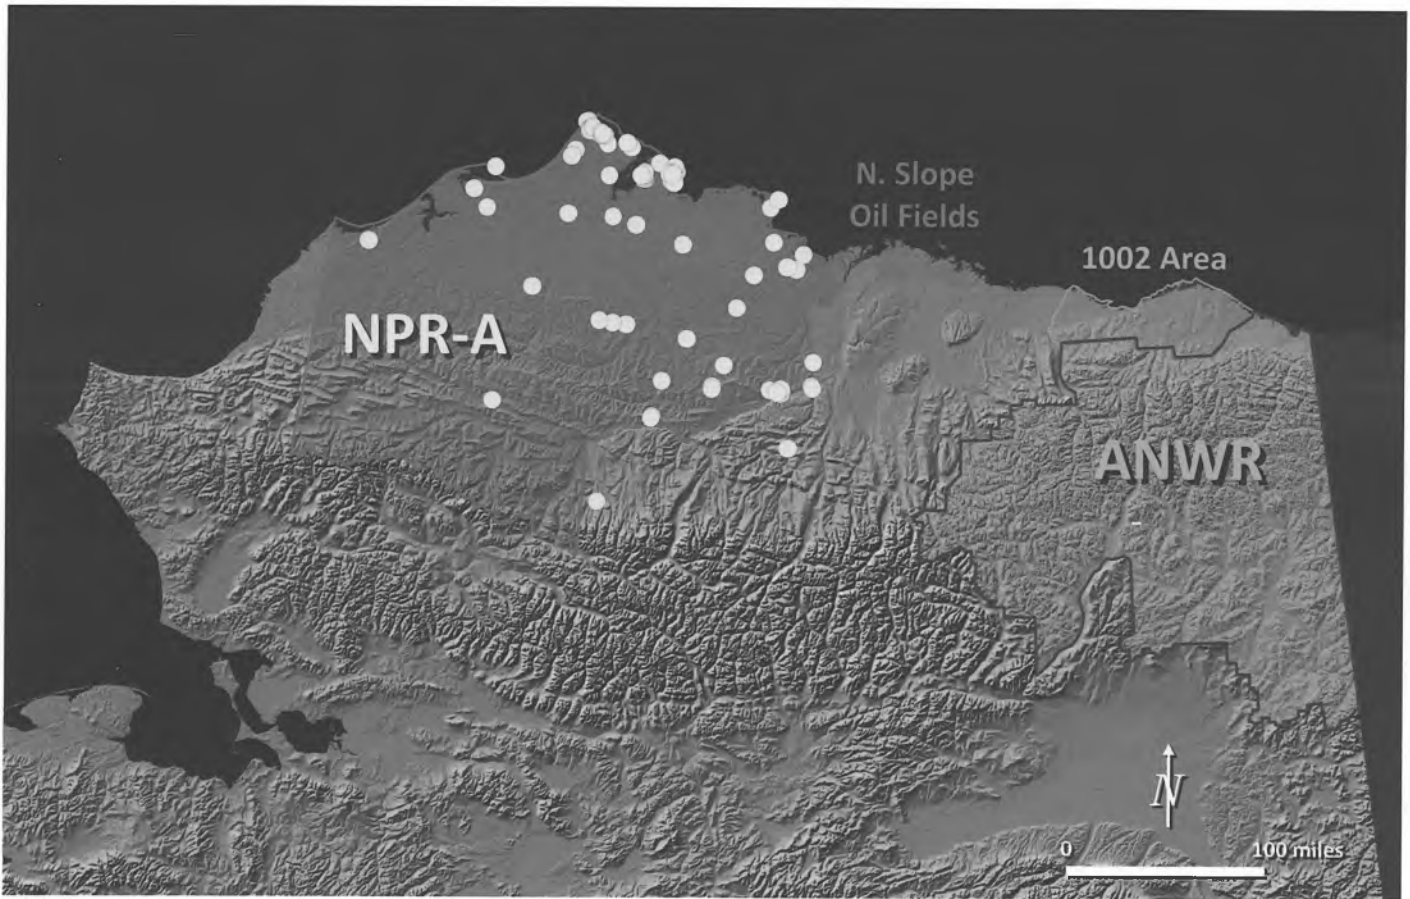 N. Slope
Oil Fields
1002 Area
NPR-A
ANWR
N
0 100 miles